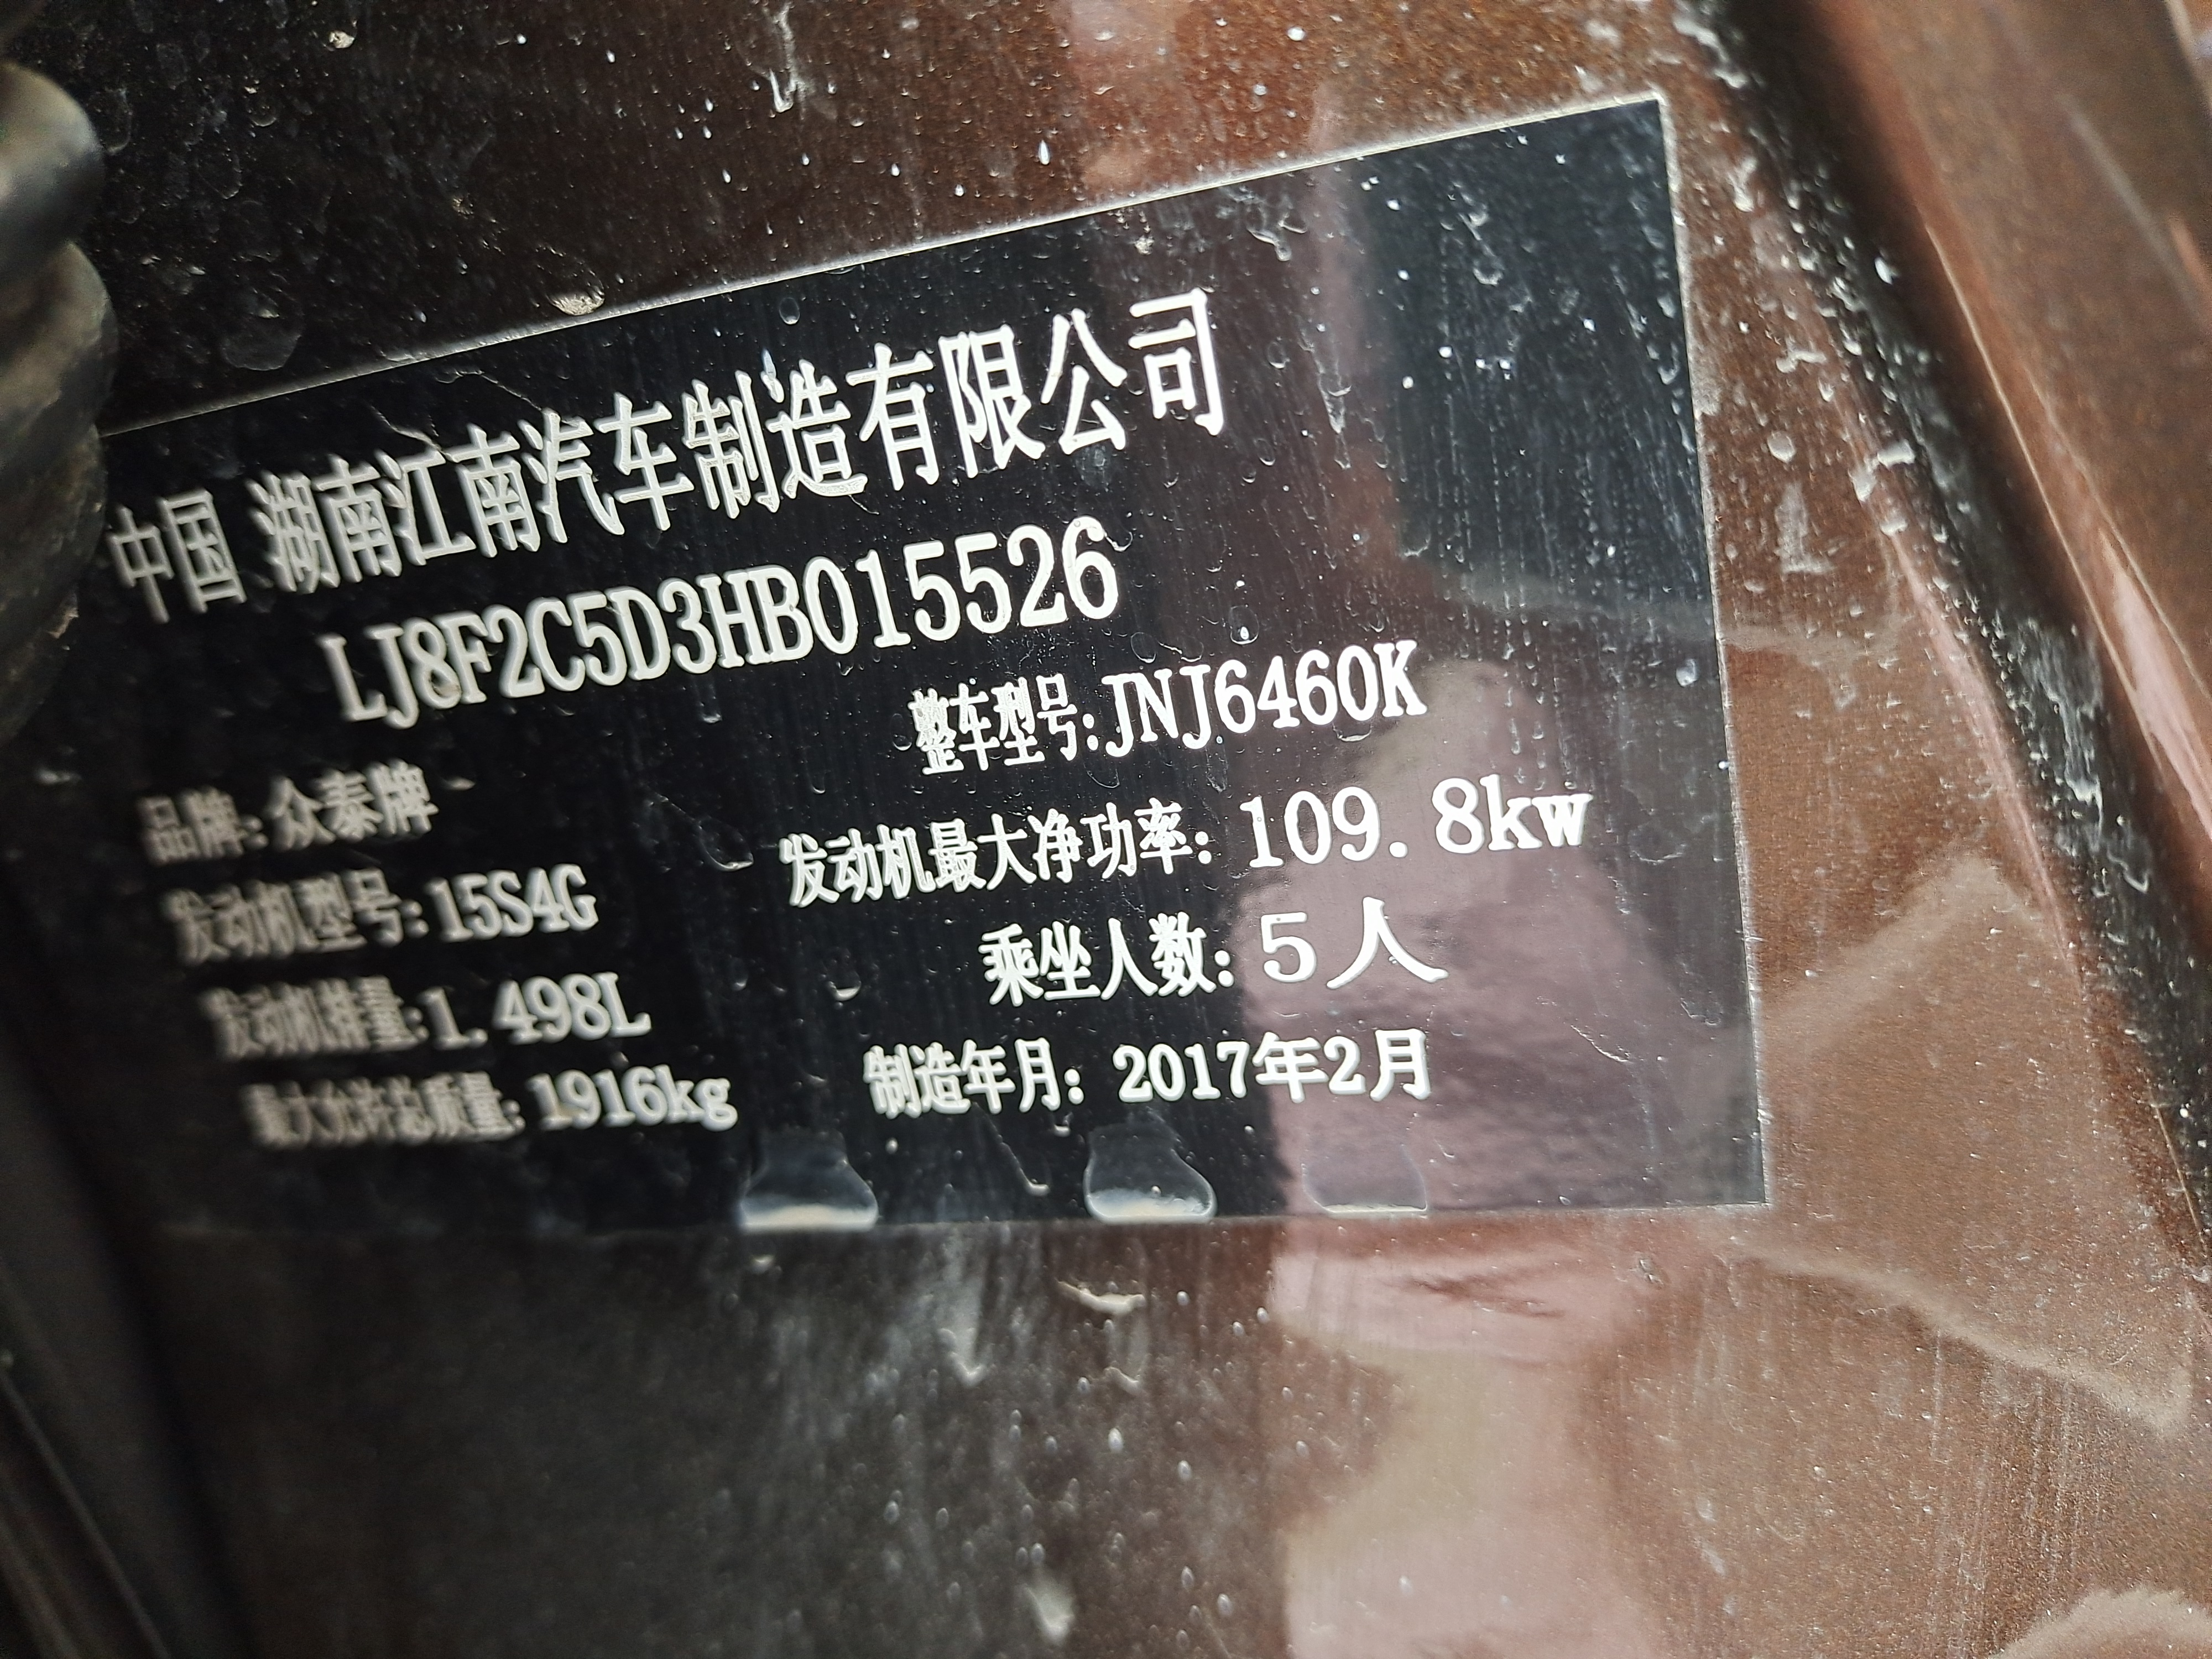 中国 湖南江南汽车制造有限公司
LJ8F2C5D3HB015526
品牌:众泰牌 整车型号:JNJ6460K
发动机型号:15S4G 发动机最大净功率:109.8kw
发动机排量:1.498L 乘坐人数:5人
最大允许总质量:1916kg 制造年月:2017年2月